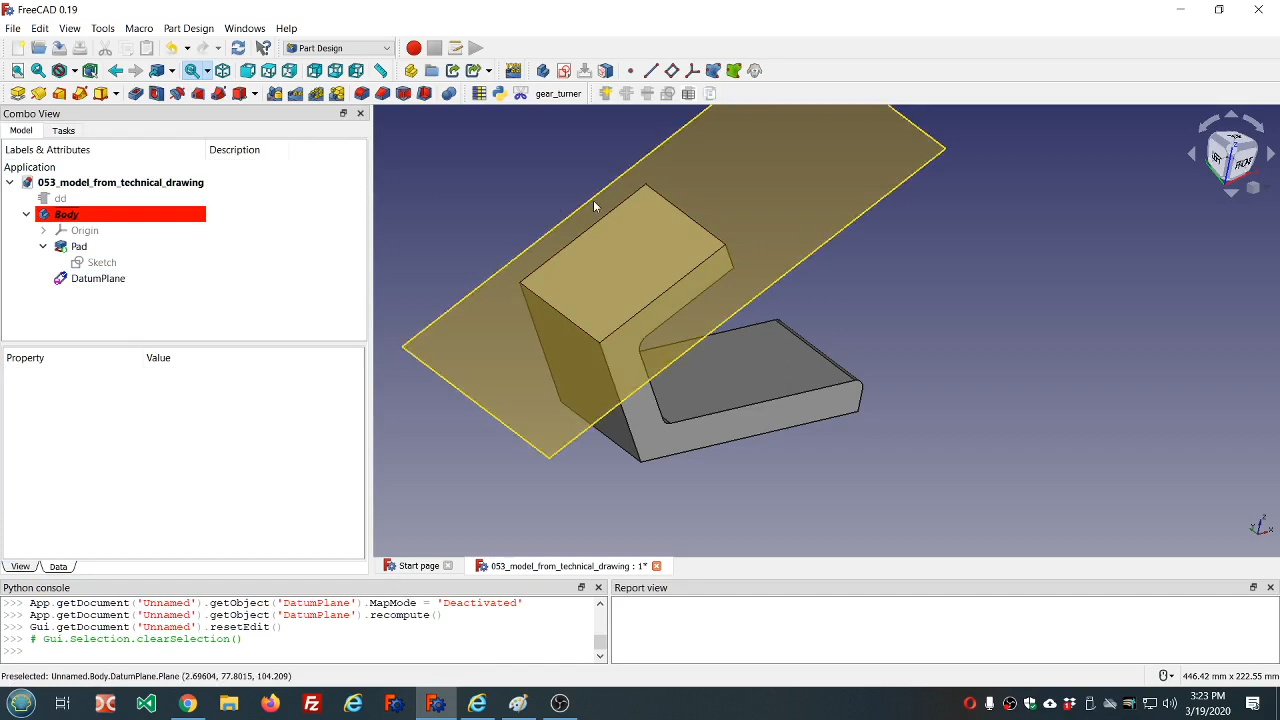 FreeCAD 0.19
File Edit View Tools Macro Part Design Windows Help
Part Design
gear_turner
Combo View
Model Tasks
Labels & Attributes Description
Application
053_model_from_technical_drawing
dd
Body
Origin
Pad
Sketch
DatumPlane
Property Value
View Data
Start page
053_model_from_technical_drawing : 1*
Python console
>>> App.getDocument('Unnamed').getObject('DatumPlane').MapMode = 'Deactivated'
>>> App.getDocument('Unnamed').getObject('DatumPlane').recompute()
>>> Gui.getDocument('Unnamed').resetEdit()
>>> # Gui.Selection.clearSelection()
>>>
Report view
Preselected: Unnamed.Body.DatumPlane.Plane (2.69604, 77.8015, 104.209)
446.42 mm x 222.55 mm
3:23 PM
3/19/2020